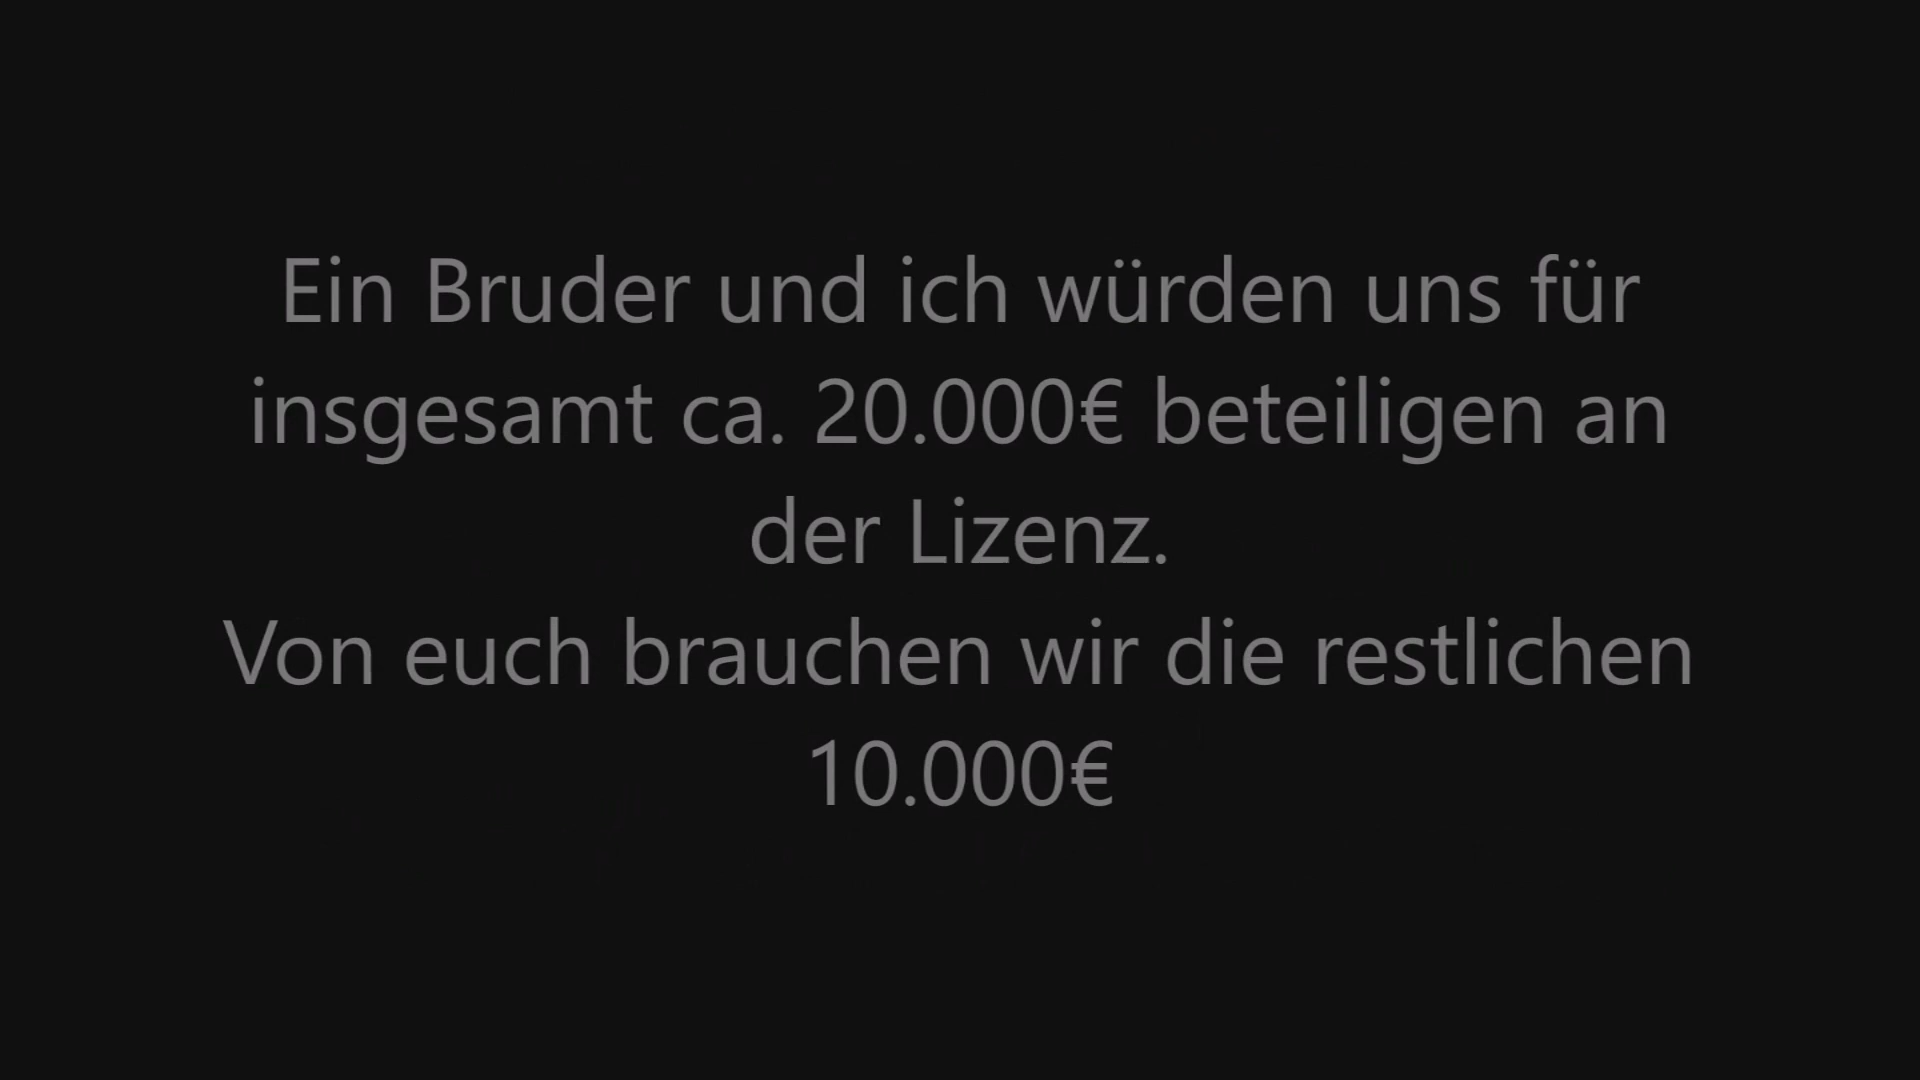 Ein Bruder und ich würden uns für
insgesamt ca. 20.000€ beteiligen an
der Lizenz.
Von euch brauchen wir die restlichen
10.000€